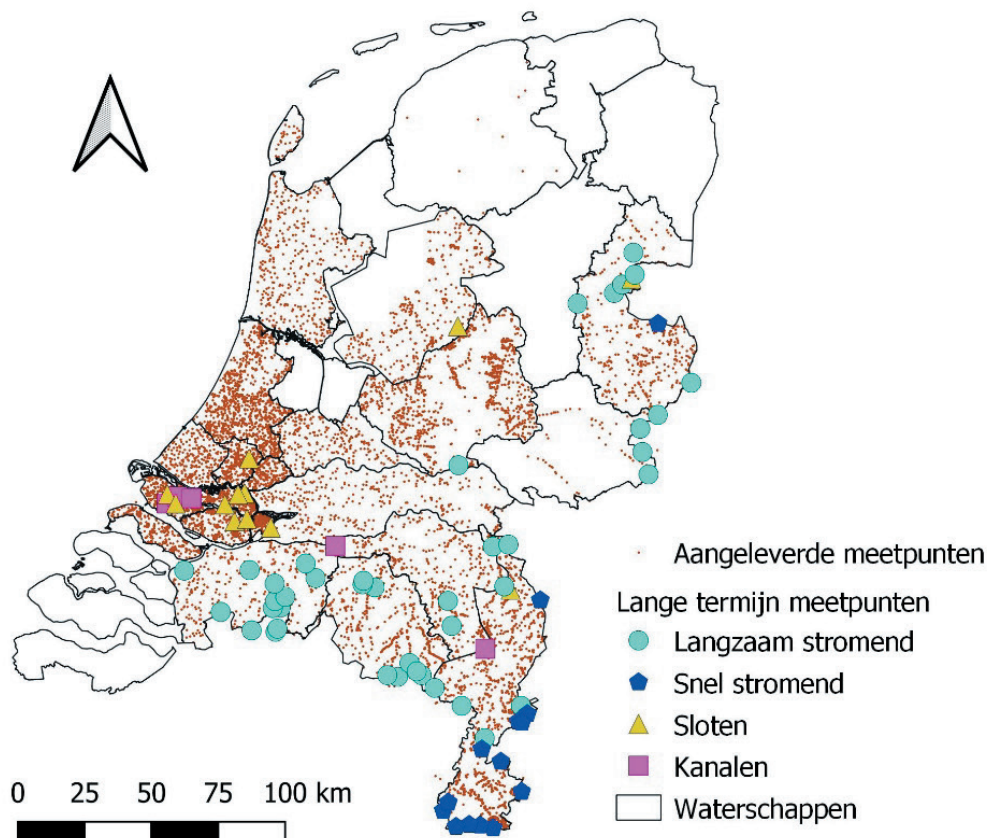 Aangeleverde meetpunten
Lange termijn meetpunten
Langzaam stromend
Snel stromend
Sloten
Kanalen
Waterschappen
0 25 50 75 100 km